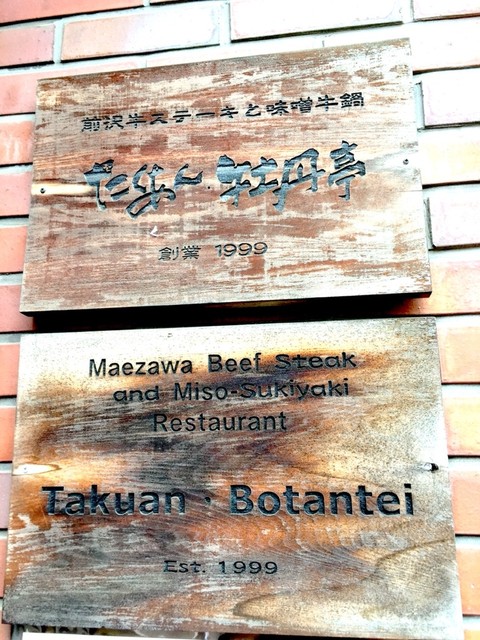 前沢牛ステーキと味噌牛鍋
たくあん・牡丹亭
創業 1999
Maezawa Beef Steak
and Miso-Sukiyaki
Restaurant
Takuan・Botantei
Est. 1999